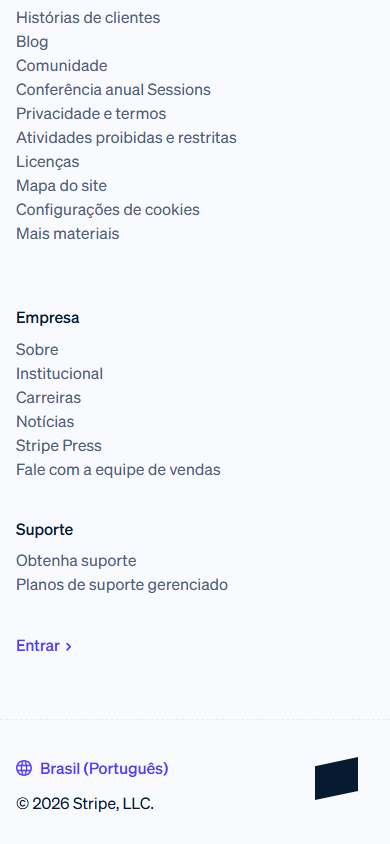 Histórias de clientes
Blog
Comunidade
Conferência anual Sessions
Privacidade e termos
Atividades proibidas e restritas
Licenças
Mapa do site
Configurações de cookies
Mais materiais
Empresa
Sobre
Institucional
Carreiras
Notícias
Stripe Press
Fale com a equipe de vendas
Suporte
Obtenha suporte
Planos de suporte gerenciado
Entrar
Brasil (Português)
© 2026 Stripe, LLC.